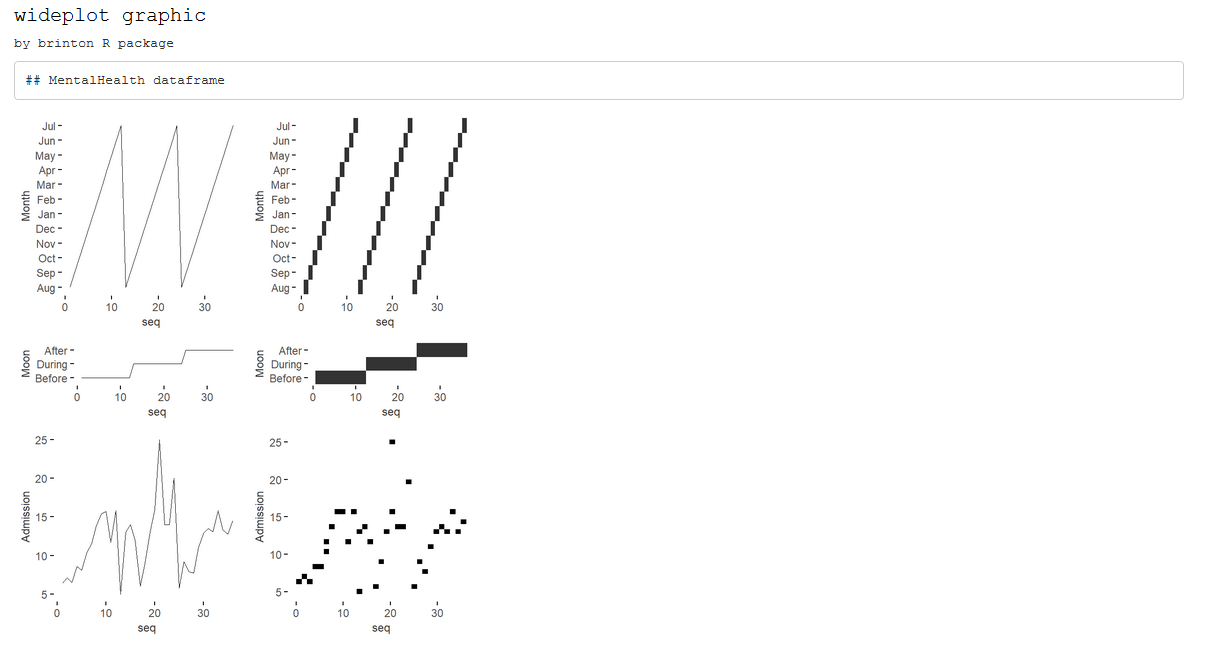 wideplot graphic
by brinton R package
## MentalHealth dataframe
Month
Jul
Jun
May
Apr
Mar
Feb
Jan
Dec
Nov
Oct
Sep
Aug
0 10 20 30
seq
Month
Jul
Jun
May
Apr
Mar
Feb
Jan
Dec
Nov
Oct
Sep
Aug
0 10 20 30
seq
Moon
After
During
Before
0 10 20 30
seq
Moon
After
During
Before
0 10 20 30
seq
Admission
25
20
15
10
5
0 10 20 30
seq
Admission
25
20
15
10
5
0 10 20 30
seq